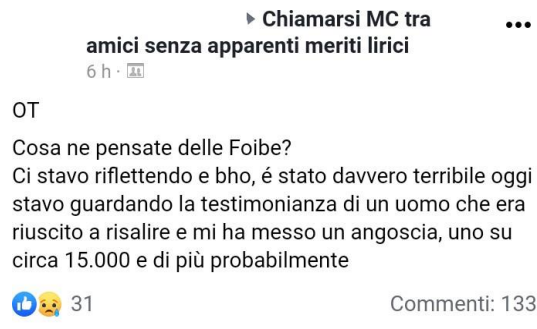 Chiamarsi MC tra
amici senza apparenti meriti lirici
6 h ·
OT
Cosa ne pensate delle Foibe?
Ci stavo riflettendo e bho, é stato davvero terribile oggi
stavo guardando la testimonianza di un uomo che era
riuscito a risalire e mi ha messo un angoscia, uno su
circa 15.000 e di più probabilmente
31 Commenti: 133